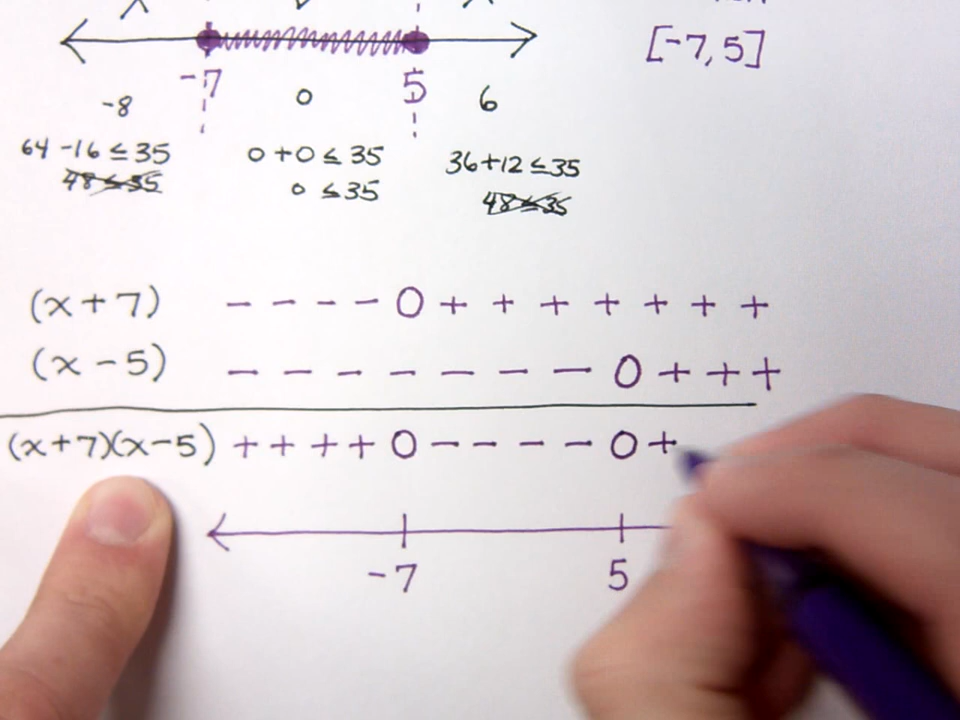 [-7, 5]
-7 5
-8 0 6
64 -16 ≤ 35 0 + 0 ≤ 35 36+12 ≤ 35
48 ≤ 35 0 ≤ 35 48 ≤ 35
(x+7) - - - - 0 + + + + + + +
(x-5) - - - - - - - - 0 + + +
(x+7)(x-5) + + + + 0 - - - - 0 +
-7 5